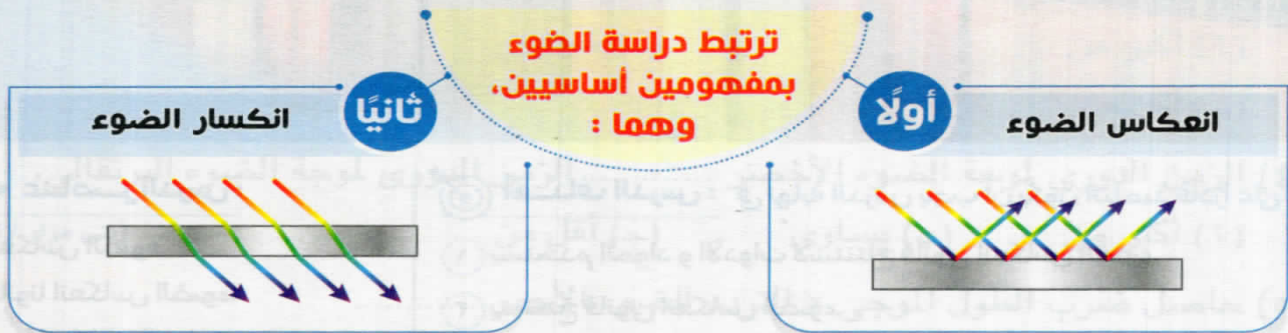 ترتبط دراسة الضوء
بمفهومين أساسيين،
وهما :
أولًا
انعكاس الضوء
ثانيًا
انكسار الضوء